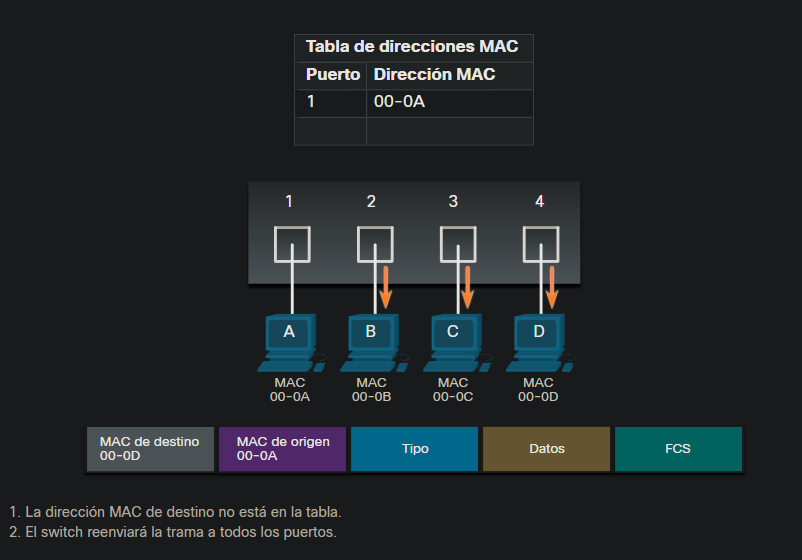 Tabla de direcciones MAC
Puerto Dirección MAC
1 00-0A
1 2 3 4
A B C D
MAC MAC MAC MAC
00-0A 00-0B 00-0C 00-0D
MAC de destino
00-0D
MAC de origen
00-0A
Tipo
Datos
FCS
1. La dirección MAC de destino no está en la tabla.
2. El switch reenviará la trama a todos los puertos.